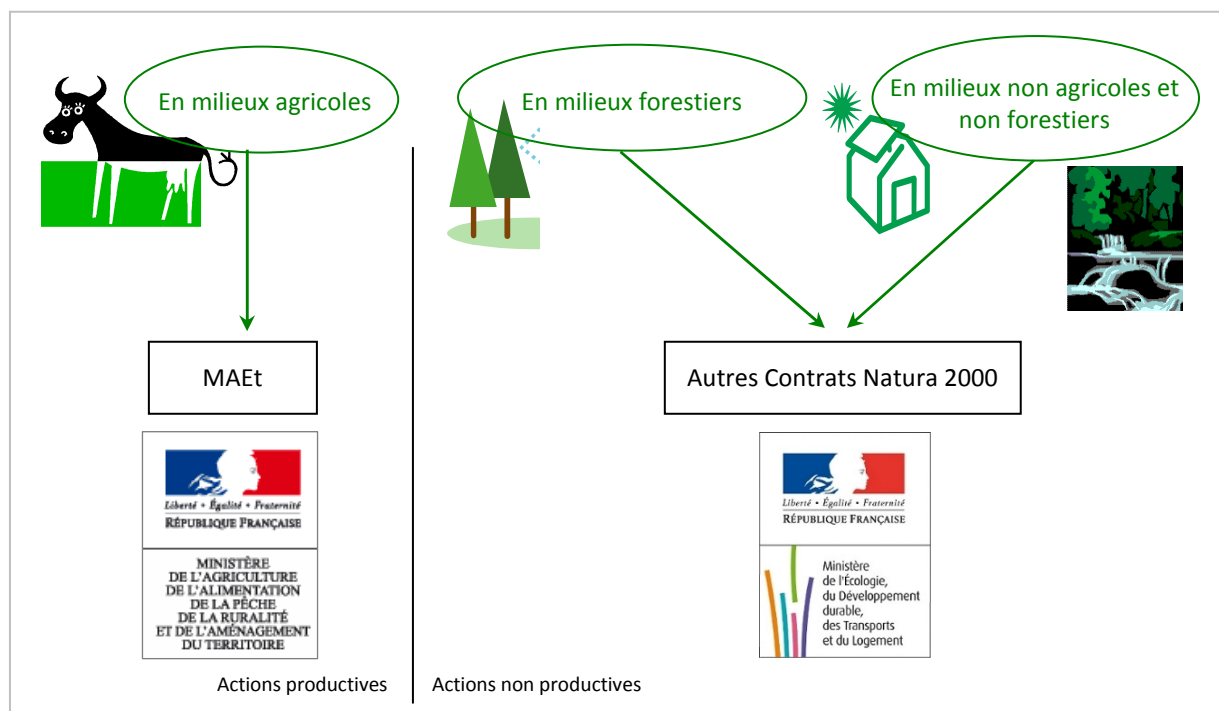 En milieux agricoles
En milieux forestiers
En milieux non agricoles et
non forestiers
MAEt
Autres Contrats Natura 2000
Liberté • Égalité • Fraternité
RÉPUBLIQUE FRANÇAISE
MINISTÈRE
DE L'AGRICULTURE
DE L'ALIMENTATION
DE LA PÊCHE
DE LA RURALITÉ
ET DE L'AMÉNAGEMENT
DU TERRITOIRE
Liberté • Égalité • Fraternité
RÉPUBLIQUE FRANÇAISE
Ministère
de l'Écologie,
du Développement
durable,
des Transports
et du Logement
Actions productives
Actions non productives